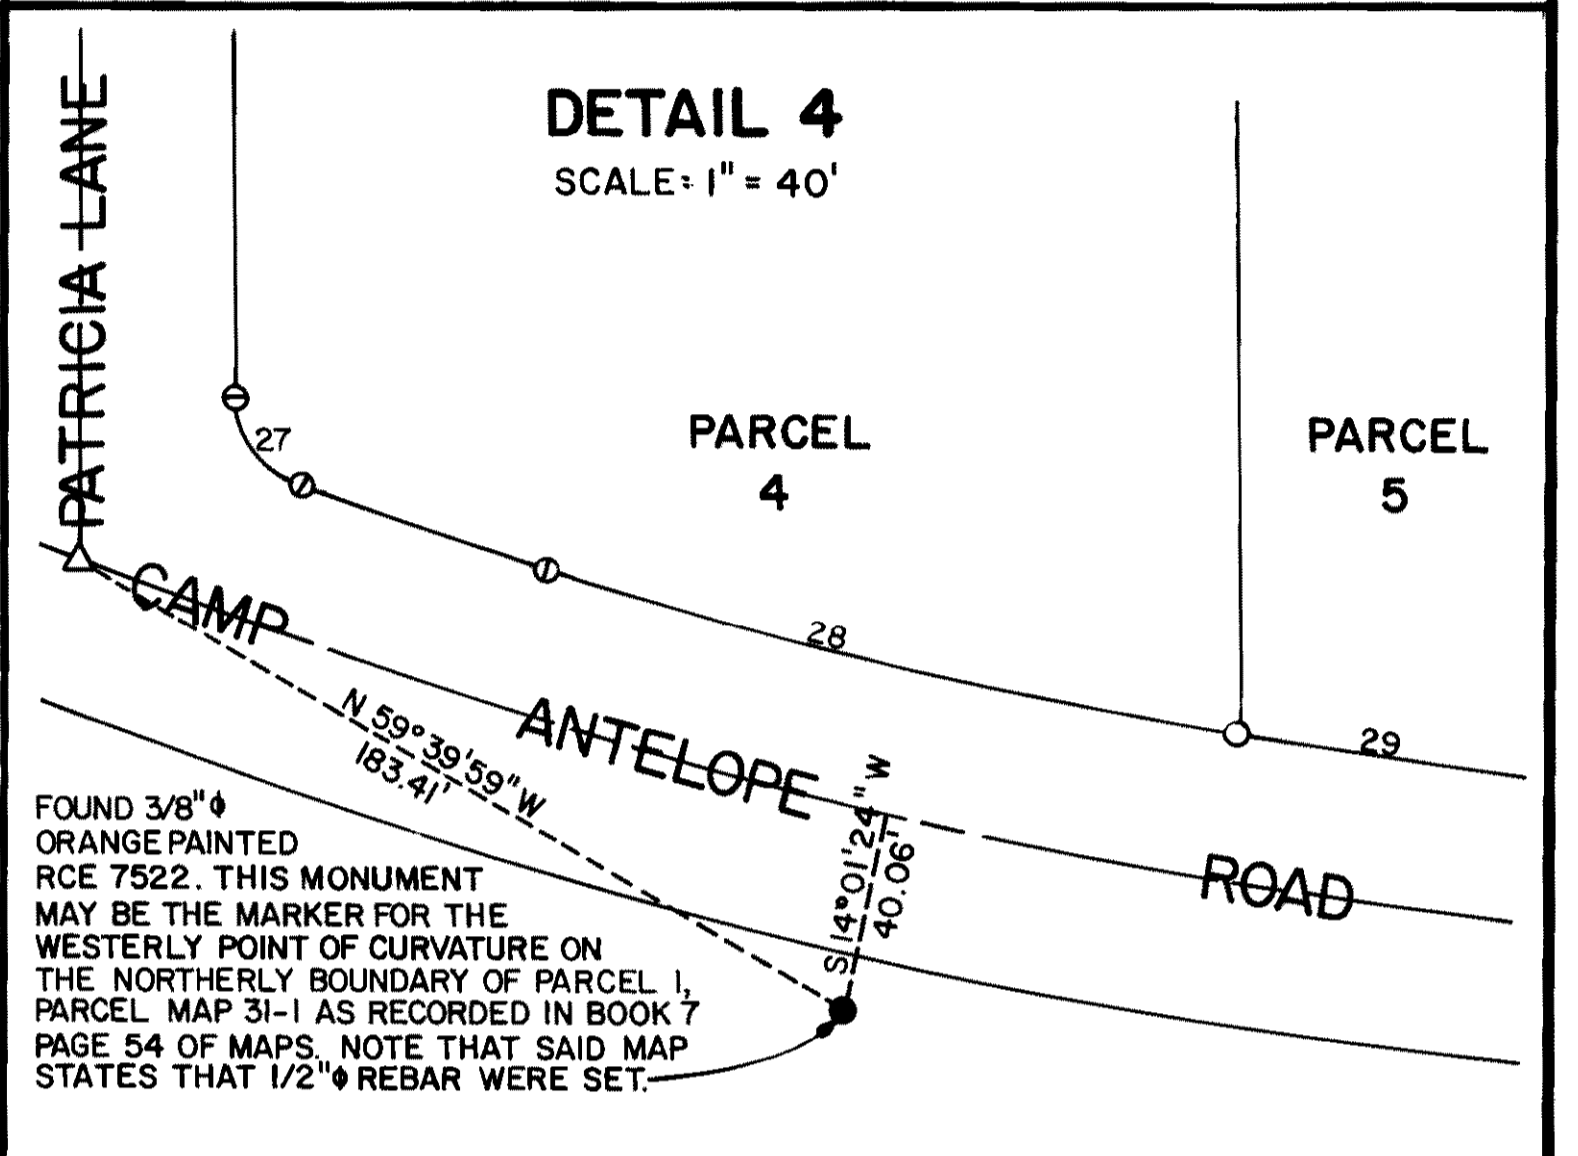 DETAIL 4
SCALE: 1" = 40'
PATRICIA LANE
27
PARCEL
4
PARCEL
5
CAMP
28
N 59°39'59" W
183.41'
ANTELOPE
S 14°01'24" W
40.06'
29
ROAD
FOUND 3/8"ɸ
ORANGE PAINTED
RCE 7522. THIS MONUMENT
MAY BE THE MARKER FOR THE
WESTERLY POINT OF CURVATURE ON
THE NORTHERLY BOUNDARY OF PARCEL 1,
PARCEL MAP 31-1 AS RECORDED IN BOOK 7
PAGE 54 OF MAPS. NOTE THAT SAID MAP
STATES THAT 1/2"ɸ REBAR WERE SET.